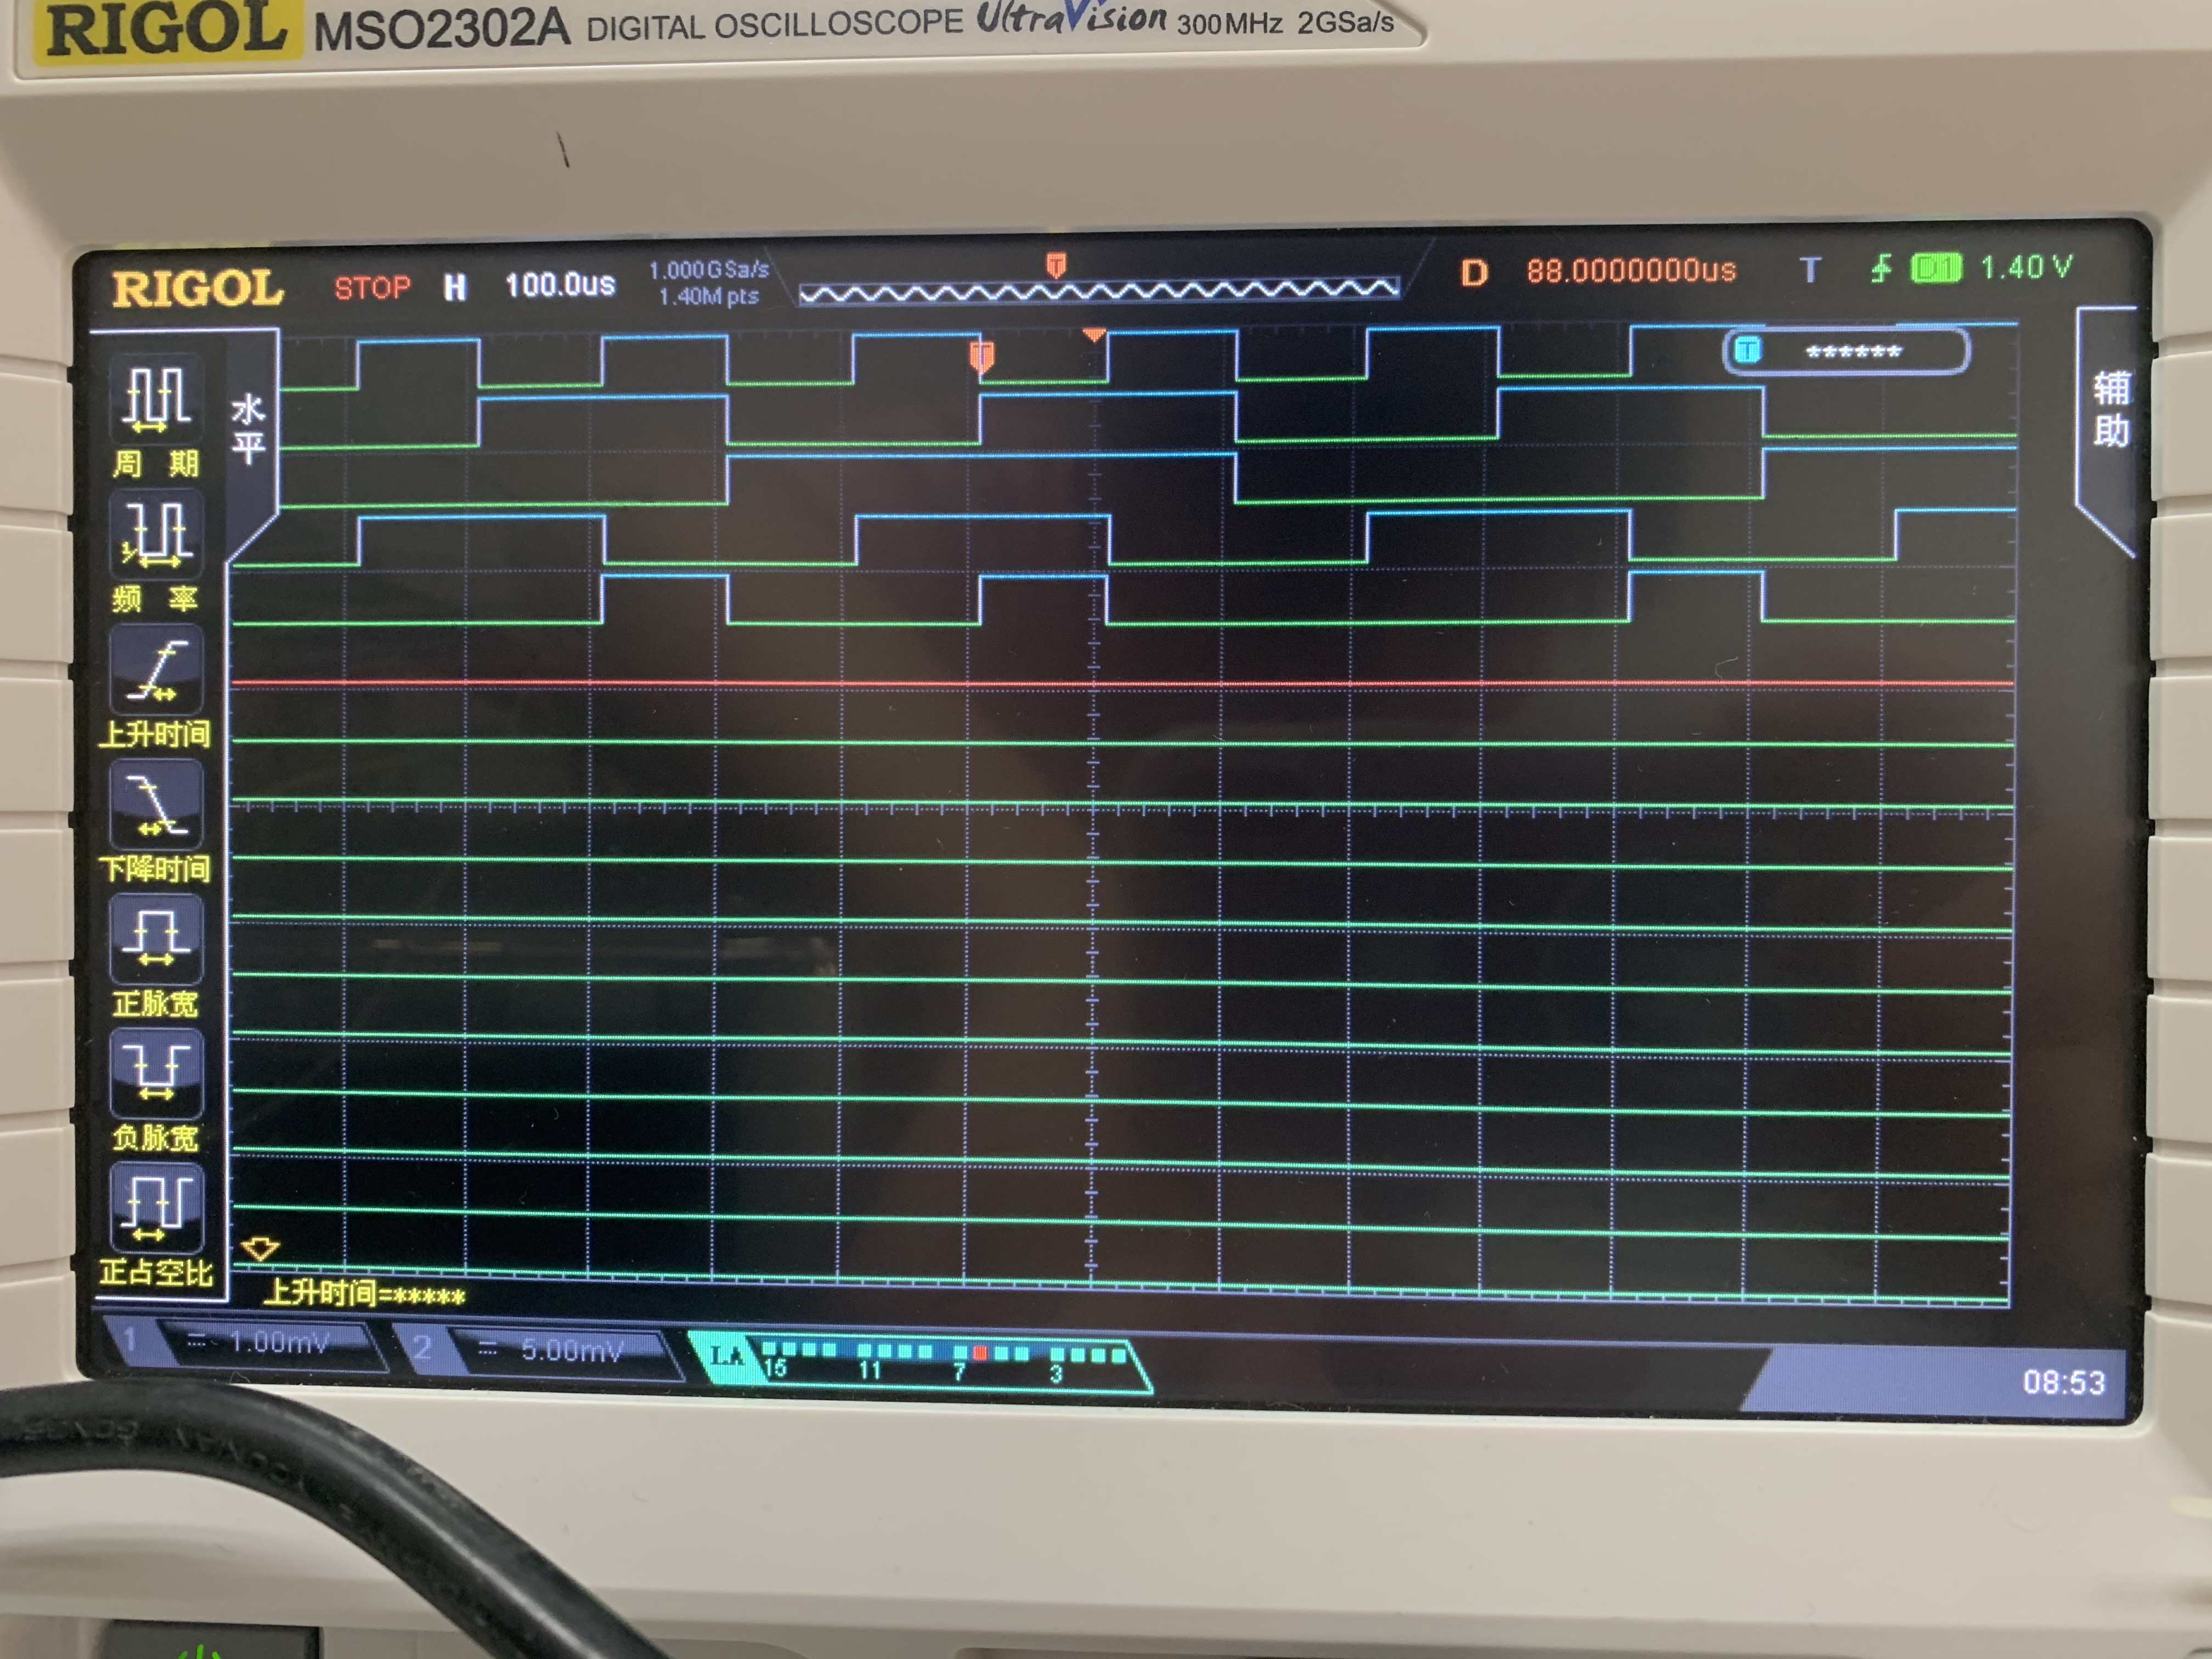 RIGOL MSO2302A DIGITAL OSCILLOSCOPE UltraVision 300MHz 2GSa/s
RIGOL STOP H 100.0us 1.000GSa/s 1.40Mpts T D 88.0000000us T D1 1.40 V
水平
T
T ******
辅助
周 期
频 率
上升时间
下降时间
正脉宽
负脉宽
正占空比
上升时间=*****
1 1.00mV 2 5.00mV LA 15 11 7 3
08:53